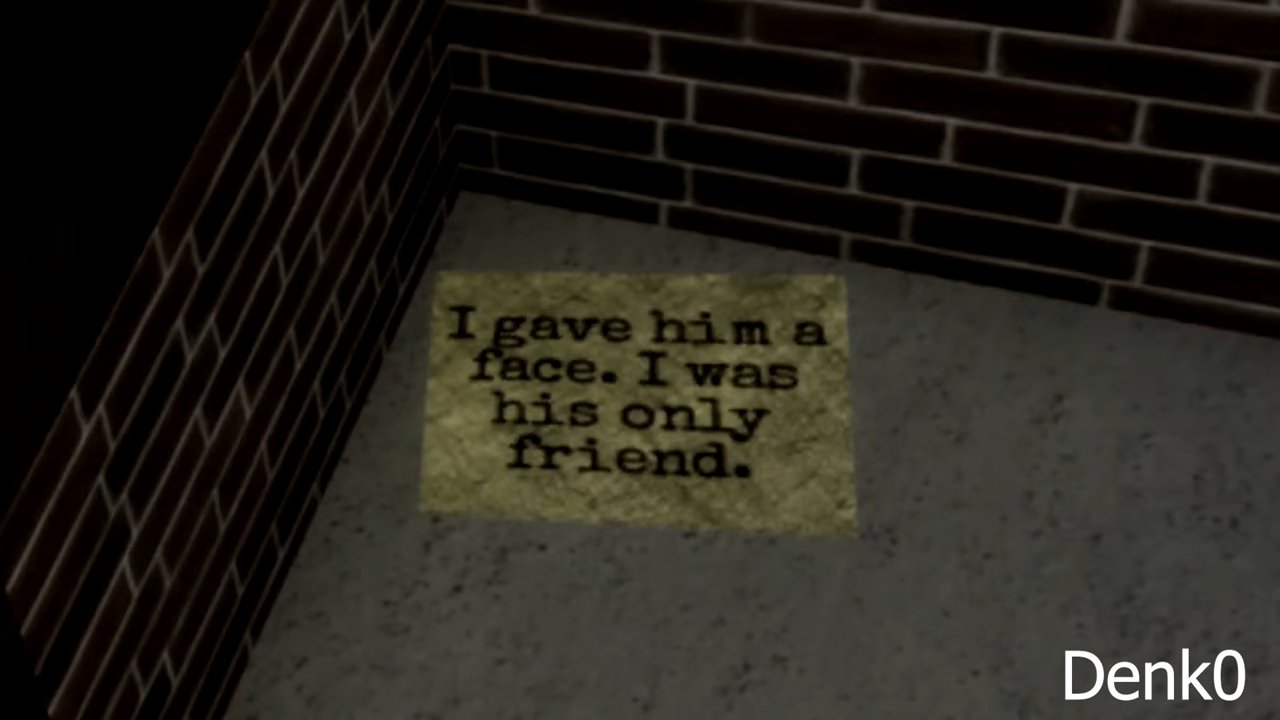 I gave him a
face. I was
his only
friend.
Denk0